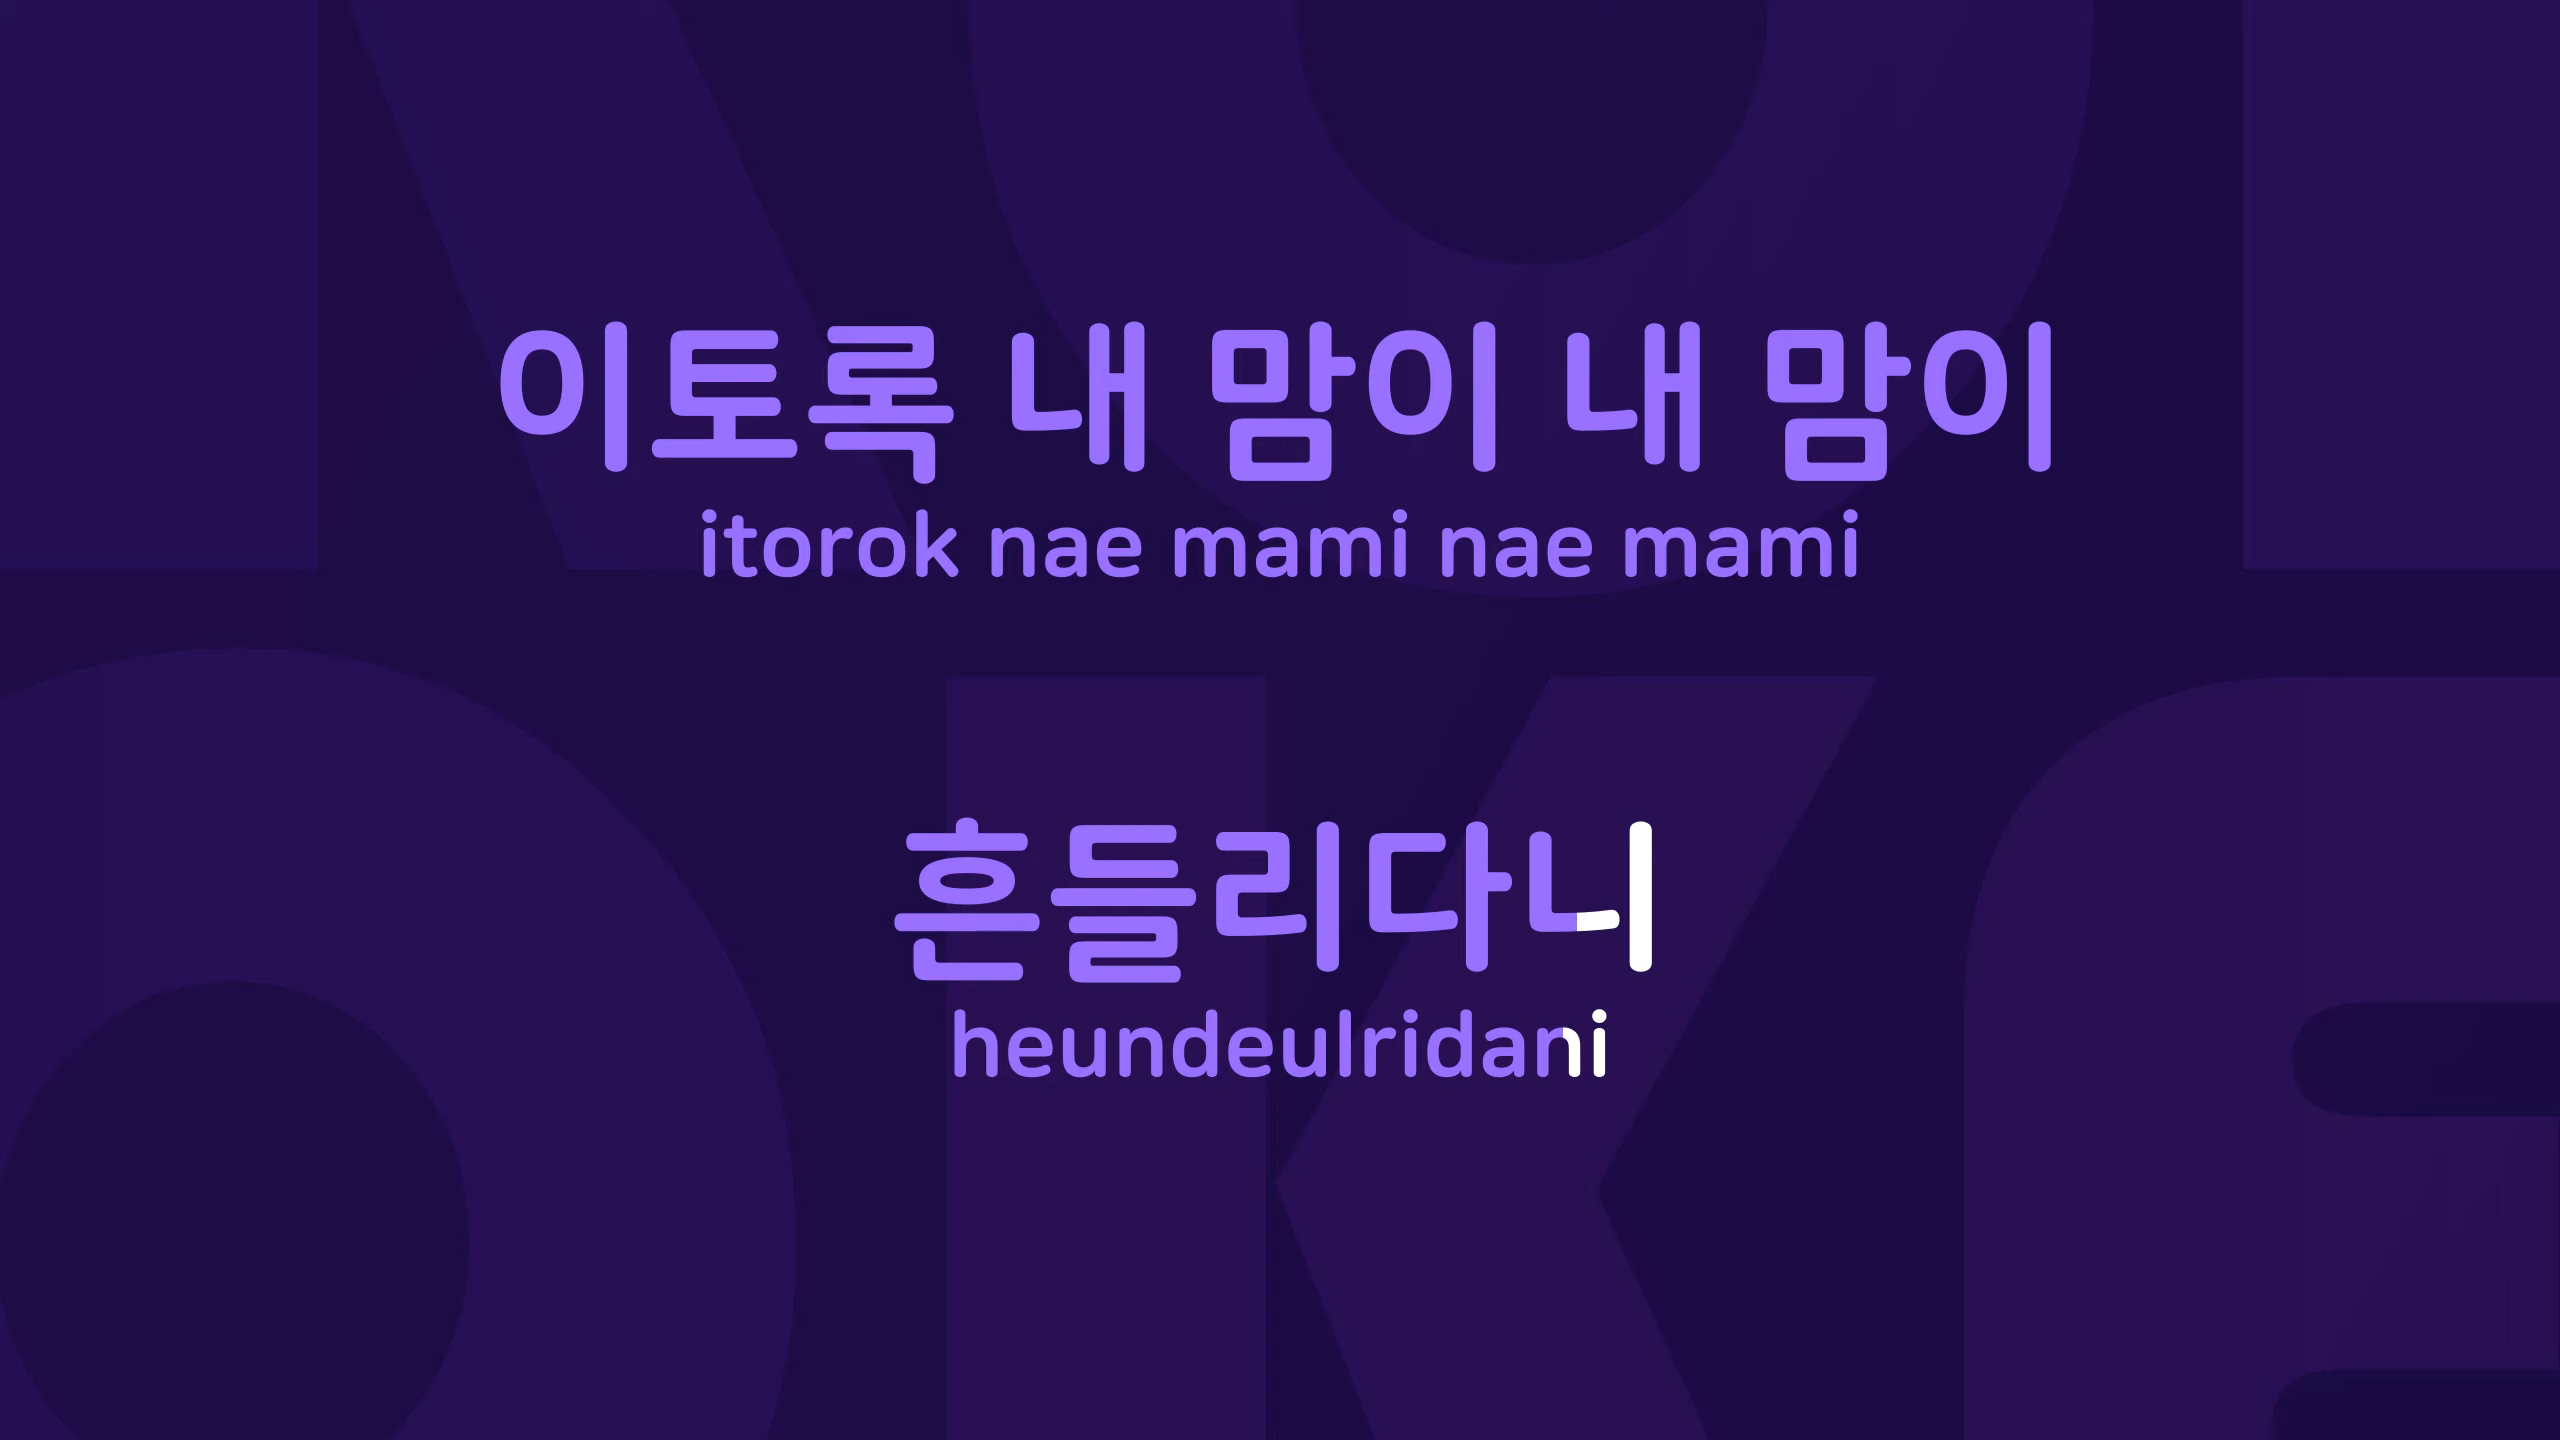 이토록 내 맘이 내 맘이
itorok nae mami nae mami
흔들리다니
heundeulridani